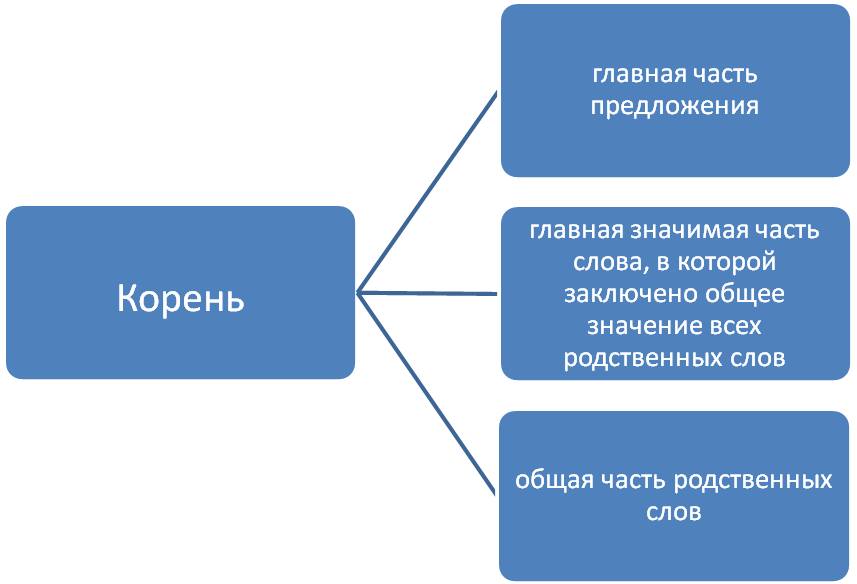 Корень
главная часть
предложения
главная значимая часть
слова, в которой
заключено общее
значение всех
родственных слов
общая часть родственных
слов